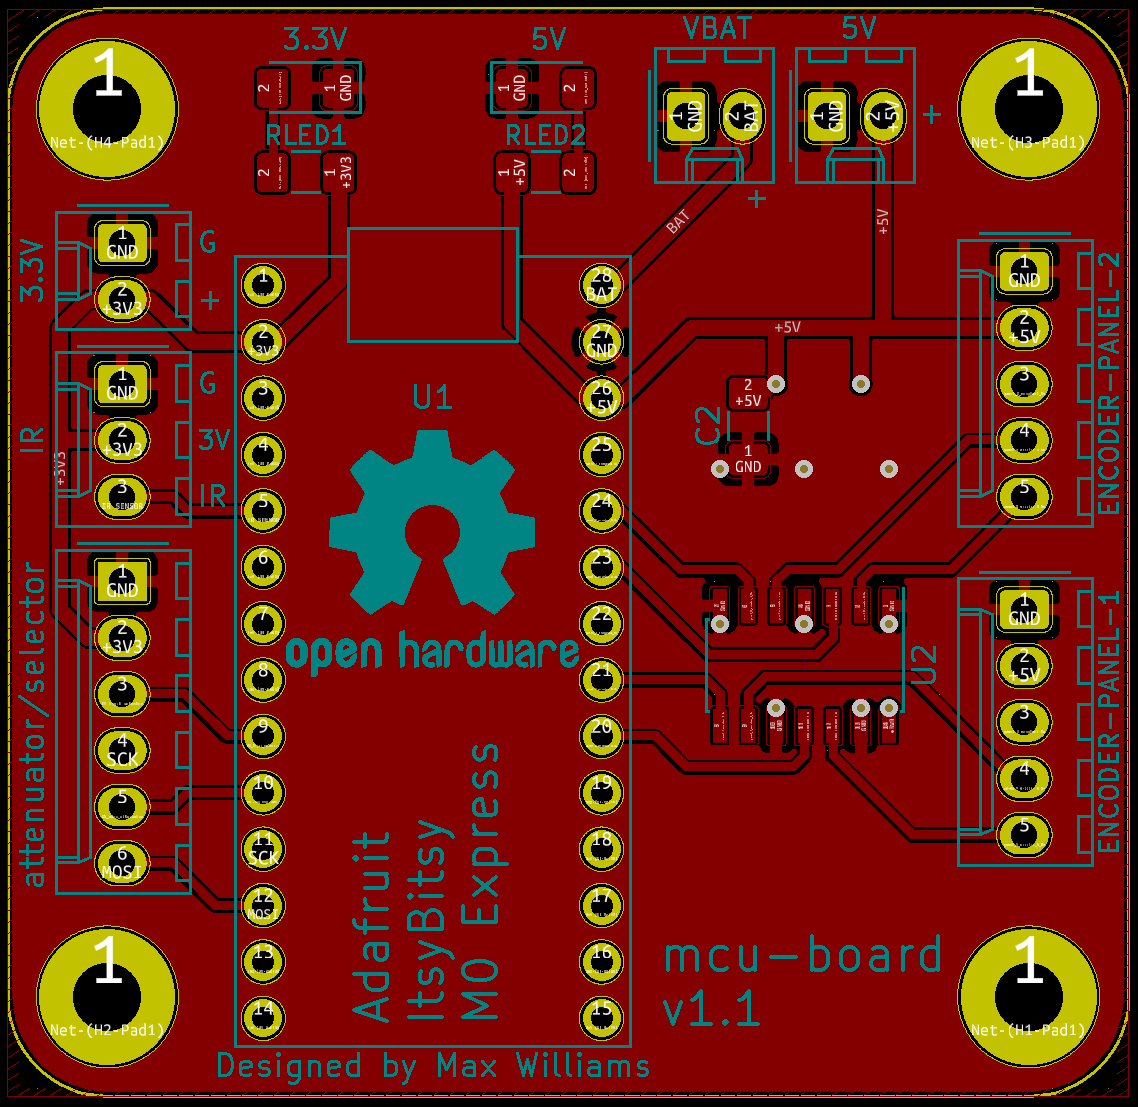 3.3V
5V
VBAT
5V
1
1
2
1
GND
1
GND
2
1
GND
2
BAT
1
GND
2
+5V
+
Net-(H4-Pad1)
Net-(H3-Pad1)
RLED1
RLED2
2
1
+3V3
1
+5V
2
+
BAT
+5V
3.3V
1
GND
G
2
+3V3
+
IR
1
GND
G
2
+3V3
3V
3
IR SENSOR
IR
+3V3
attenuator/selector
1
GND
2
+3V3
3
4
SCK
5
6
MOSI
1
2
+3V3
3
4
5
6
7
8
9
10
11
SCK
12
MOSI
13
14
U1
open hardware
Adafruit
ItsyBitsy
M0 Express
28
BAT
27
GND
26
+5V
25
24
23
22
21
20
19
18
17
16
15
+5V
C2
2
+5V
1
GND
U2
ENCODER-PANEL-2
1
GND
2
+5V
3
4
5
ENCODER-PANEL-1
1
GND
2
+5V
3
4
5
mcu-board
v1.1
1
Net-(H2-Pad1)
1
Net-(H1-Pad1)
Designed by Max Williams